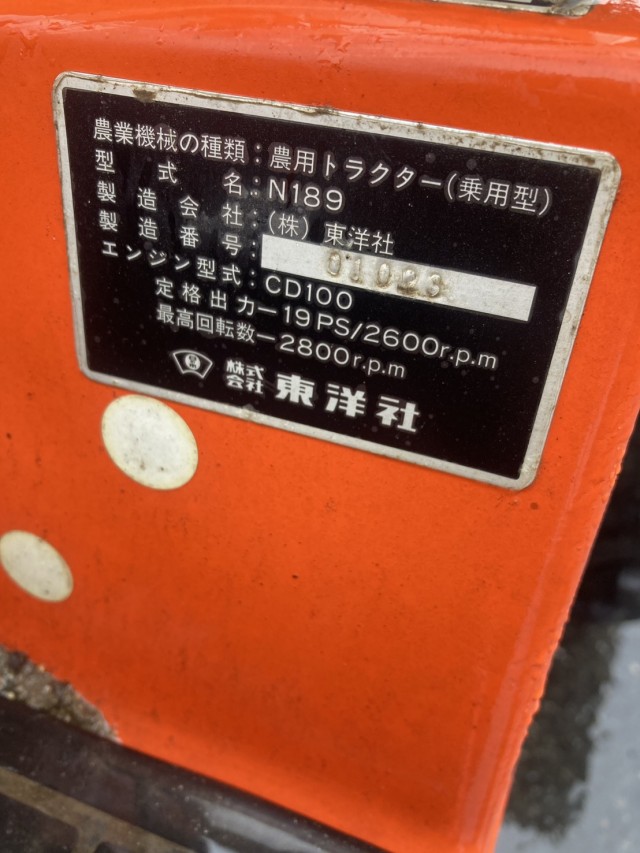 農業機械の種類：農用トラクター(乗用型)
型式名：N189
製造会社：(株)東洋社
製造番号：01023
エンジン型式：CD100
定格出力ー19PS/2600r.p.m
最高回転数ー2800r.p.m
株式会社 東洋社